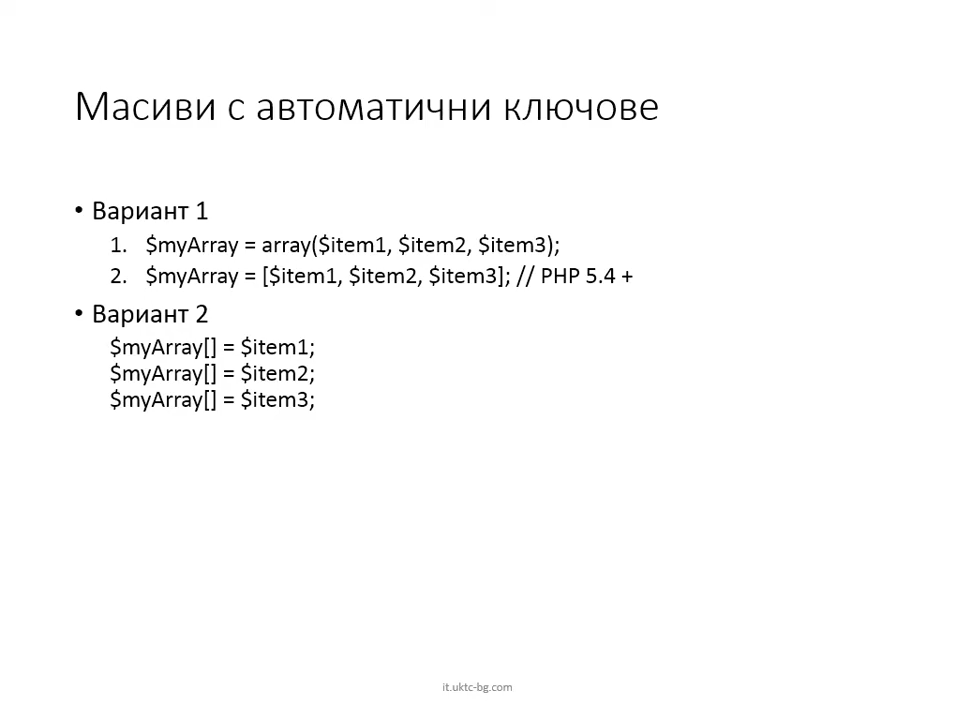 Масиви с автоматични ключове
• Вариант 1
1. $myArray = array($item1, $item2, $item3);
2. $myArray = [$item1, $item2, $item3]; // PHP 5.4 +
• Вариант 2
$myArray[] = $item1;
$myArray[] = $item2;
$myArray[] = $item3;
it.uktc-bg.com